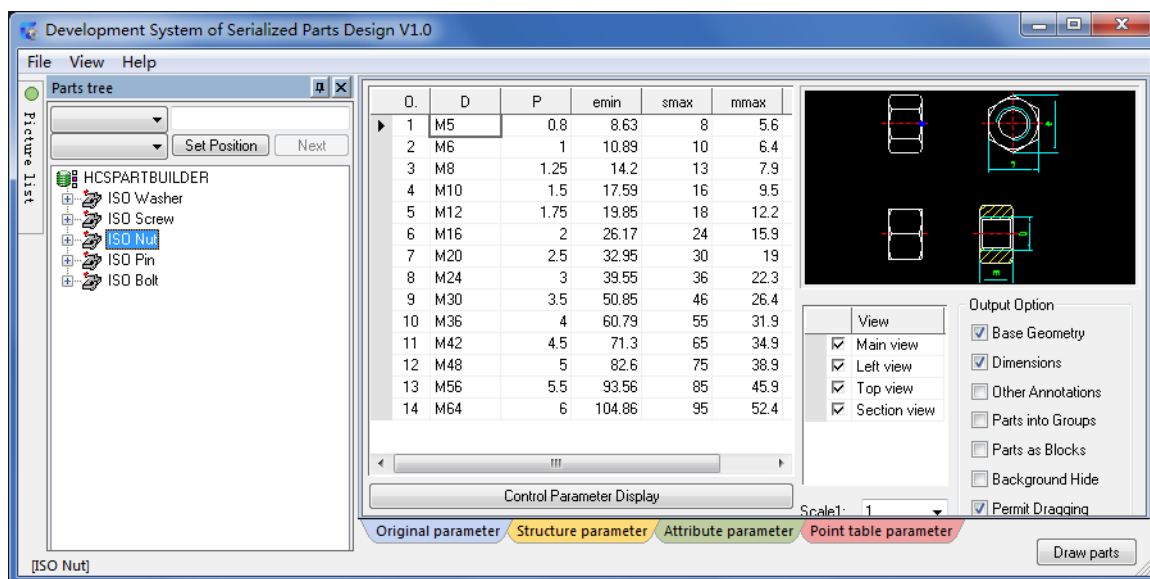 Development System of Serialized Parts Design V1.0
File View Help
Picture list
Parts tree
Set Position Next
HCSPARTBUILDER
ISO Washer
ISO Screw
ISO Nut
ISO Pin
ISO Bolt
O. D P emin smax mmax
1 M5 0.8 8.63 8 5.6
2 M6 1 10.89 10 6.4
3 M8 1.25 14.2 13 7.9
4 M10 1.5 17.59 16 9.5
5 M12 1.75 19.85 18 12.2
6 M16 2 26.17 24 15.9
7 M20 2.5 32.95 30 19
8 M24 3 39.55 36 22.3
9 M30 3.5 50.85 46 26.4
10 M36 4 60.79 55 31.9
11 M42 4.5 71.3 65 34.9
12 M48 5 82.6 75 38.9
13 M56 5.5 93.56 85 45.9
14 M64 6 104.86 95 52.4
Control Parameter Display
View
Main view
Left view
Top view
Section view
Scale1: 1
Output Option
Base Geometry
Dimensions
Other Annotations
Parts into Groups
Parts as Blocks
Background Hide
Permit Dragging
Original parameter Structure parameter Attribute parameter Point table parameter
Draw parts
[ISO Nut]